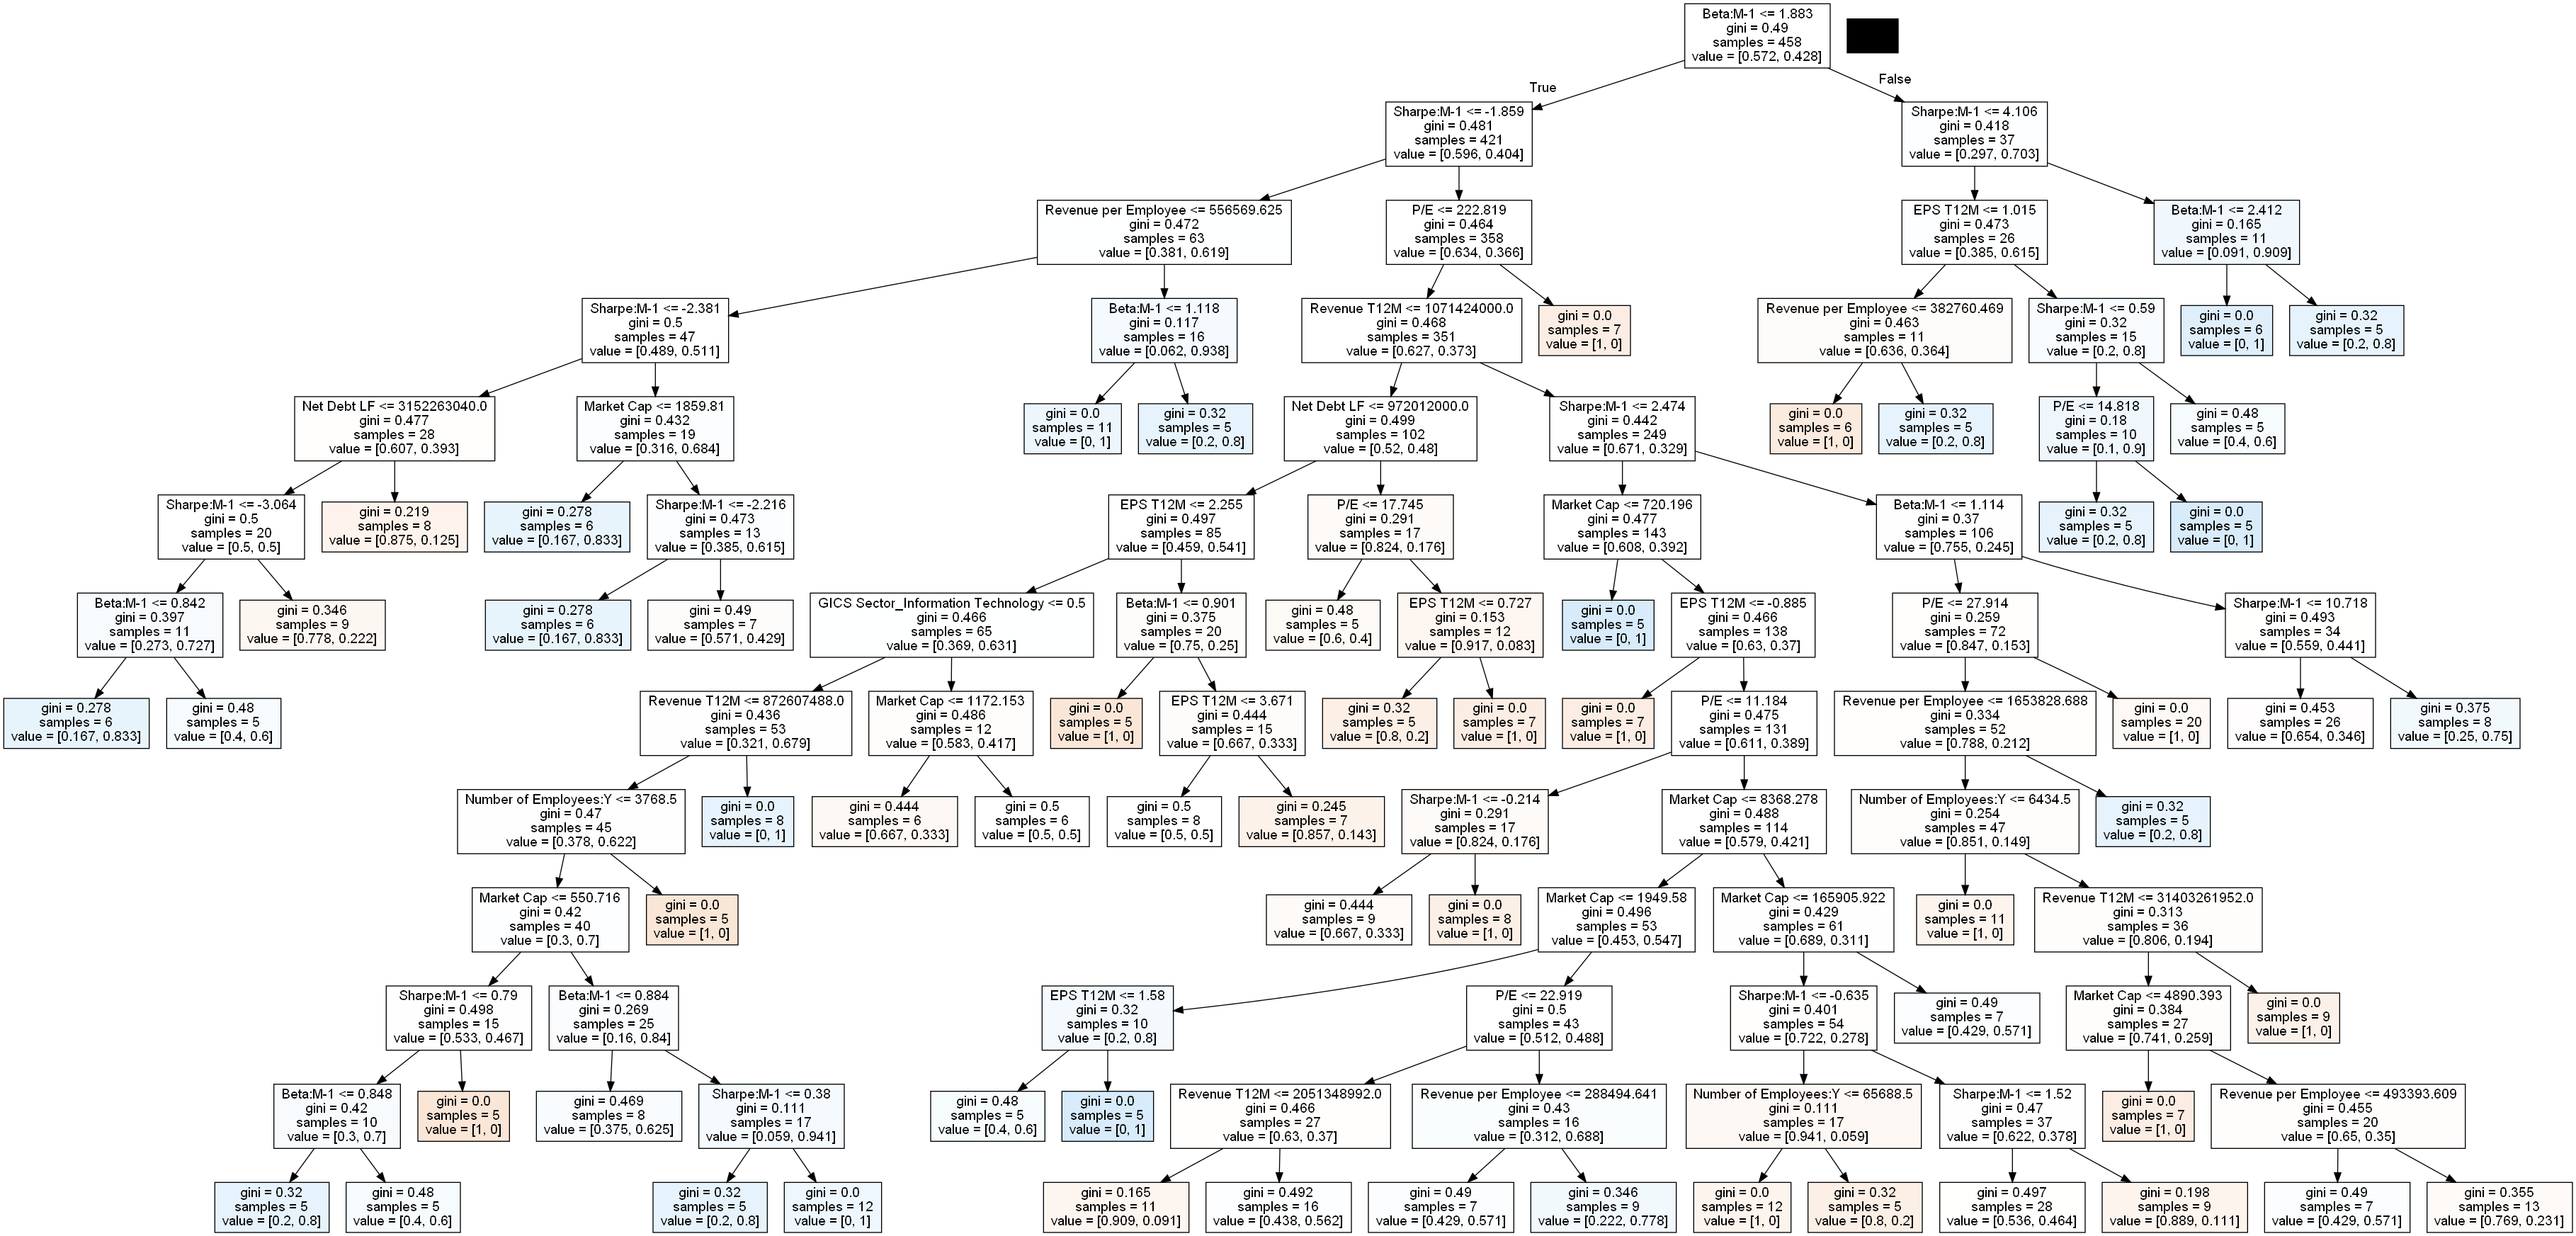 Beta:M-1 <= 1.883
gini = 0.49
samples = 458
value = [0.572, 0.428]
True
False
Sharpe:M-1 <= -1.859
gini = 0.481
samples = 421
value = [0.596, 0.404]
Sharpe:M-1 <= 4.106
gini = 0.418
samples = 37
value = [0.297, 0.703]
Revenue per Employee <= 556569.625
gini = 0.472
samples = 63
value = [0.381, 0.619]
P/E <= 222.819
gini = 0.464
samples = 358
value = [0.634, 0.366]
EPS T12M <= 1.015
gini = 0.473
samples = 26
value = [0.385, 0.615]
Beta:M-1 <= 2.412
gini = 0.165
samples = 11
value = [0.091, 0.909]
Sharpe:M-1 <= -2.381
gini = 0.5
samples = 47
value = [0.489, 0.511]
Beta:M-1 <= 1.118
gini = 0.117
samples = 16
value = [0.062, 0.938]
Revenue T12M <= 1071424000.0
gini = 0.468
samples = 351
value = [0.627, 0.373]
gini = 0.0
samples = 7
value = [1, 0]
Revenue per Employee <= 382760.469
gini = 0.463
samples = 11
value = [0.636, 0.364]
Sharpe:M-1 <= 0.59
gini = 0.32
samples = 15
value = [0.2, 0.8]
gini = 0.0
samples = 6
value = [0, 1]
gini = 0.32
samples = 5
value = [0.2, 0.8]
Net Debt LF <= 3152263040.0
gini = 0.477
samples = 28
value = [0.607, 0.393]
Market Cap <= 1859.81
gini = 0.432
samples = 19
value = [0.316, 0.684]
gini = 0.0
samples = 11
value = [0, 1]
gini = 0.32
samples = 5
value = [0.2, 0.8]
Net Debt LF <= 972012000.0
gini = 0.499
samples = 102
value = [0.52, 0.48]
Sharpe:M-1 <= 2.474
gini = 0.442
samples = 249
value = [0.671, 0.329]
gini = 0.0
samples = 6
value = [1, 0]
gini = 0.32
samples = 5
value = [0.2, 0.8]
P/E <= 14.818
gini = 0.18
samples = 10
value = [0.1, 0.9]
gini = 0.48
samples = 5
value = [0.4, 0.6]
Sharpe:M-1 <= -3.064
gini = 0.5
samples = 20
value = [0.5, 0.5]
gini = 0.219
samples = 8
value = [0.875, 0.125]
gini = 0.278
samples = 6
value = [0.167, 0.833]
Sharpe:M-1 <= -2.216
gini = 0.473
samples = 13
value = [0.385, 0.615]
EPS T12M <= 2.255
gini = 0.497
samples = 85
value = [0.459, 0.541]
P/E <= 17.745
gini = 0.291
samples = 17
value = [0.824, 0.176]
Market Cap <= 720.196
gini = 0.477
samples = 143
value = [0.608, 0.392]
Beta:M-1 <= 1.114
gini = 0.37
samples = 106
value = [0.755, 0.245]
gini = 0.32
samples = 5
value = [0.2, 0.8]
gini = 0.0
samples = 5
value = [0, 1]
Beta:M-1 <= 0.842
gini = 0.397
samples = 11
value = [0.273, 0.727]
gini = 0.346
samples = 9
value = [0.778, 0.222]
gini = 0.278
samples = 6
value = [0.167, 0.833]
gini = 0.49
samples = 7
value = [0.571, 0.429]
GICS Sector_Information Technology <= 0.5
gini = 0.466
samples = 65
value = [0.369, 0.631]
Beta:M-1 <= 0.901
gini = 0.375
samples = 20
value = [0.75, 0.25]
gini = 0.48
samples = 5
value = [0.6, 0.4]
EPS T12M <= 0.727
gini = 0.153
samples = 12
value = [0.917, 0.083]
gini = 0.0
samples = 5
value = [0, 1]
EPS T12M <= -0.885
gini = 0.466
samples = 138
value = [0.63, 0.37]
P/E <= 27.914
gini = 0.259
samples = 72
value = [0.847, 0.153]
Sharpe:M-1 <= 10.718
gini = 0.493
samples = 34
value = [0.559, 0.441]
gini = 0.278
samples = 6
value = [0.167, 0.833]
gini = 0.48
samples = 5
value = [0.4, 0.6]
Revenue T12M <= 872607488.0
gini = 0.436
samples = 53
value = [0.321, 0.679]
Market Cap <= 1172.153
gini = 0.486
samples = 12
value = [0.583, 0.417]
gini = 0.0
samples = 5
value = [1, 0]
EPS T12M <= 3.671
gini = 0.444
samples = 15
value = [0.667, 0.333]
gini = 0.32
samples = 5
value = [0.8, 0.2]
gini = 0.0
samples = 7
value = [1, 0]
gini = 0.0
samples = 7
value = [1, 0]
P/E <= 11.184
gini = 0.475
samples = 131
value = [0.611, 0.389]
Revenue per Employee <= 1653828.688
gini = 0.334
samples = 52
value = [0.788, 0.212]
gini = 0.0
samples = 20
value = [1, 0]
gini = 0.453
samples = 26
value = [0.654, 0.346]
gini = 0.375
samples = 8
value = [0.25, 0.75]
Number of Employees:Y <= 3768.5
gini = 0.47
samples = 45
value = [0.378, 0.622]
gini = 0.0
samples = 8
value = [0, 1]
gini = 0.444
samples = 6
value = [0.667, 0.333]
gini = 0.5
samples = 6
value = [0.5, 0.5]
gini = 0.5
samples = 8
value = [0.5, 0.5]
gini = 0.245
samples = 7
value = [0.857, 0.143]
Sharpe:M-1 <= -0.214
gini = 0.291
samples = 17
value = [0.824, 0.176]
Market Cap <= 8368.278
gini = 0.488
samples = 114
value = [0.579, 0.421]
Number of Employees:Y <= 6434.5
gini = 0.254
samples = 47
value = [0.851, 0.149]
gini = 0.32
samples = 5
value = [0.2, 0.8]
Market Cap <= 550.716
gini = 0.42
samples = 40
value = [0.3, 0.7]
gini = 0.0
samples = 5
value = [1, 0]
gini = 0.444
samples = 9
value = [0.667, 0.333]
gini = 0.0
samples = 8
value = [1, 0]
Market Cap <= 1949.58
gini = 0.496
samples = 53
value = [0.453, 0.547]
Market Cap <= 165905.922
gini = 0.429
samples = 61
value = [0.689, 0.311]
gini = 0.0
samples = 11
value = [1, 0]
Revenue T12M <= 31403261952.0
gini = 0.313
samples = 36
value = [0.806, 0.194]
Sharpe:M-1 <= 0.79
gini = 0.498
samples = 15
value = [0.533, 0.467]
Beta:M-1 <= 0.884
gini = 0.269
samples = 25
value = [0.16, 0.84]
EPS T12M <= 1.58
gini = 0.32
samples = 10
value = [0.2, 0.8]
P/E <= 22.919
gini = 0.5
samples = 43
value = [0.512, 0.488]
Sharpe:M-1 <= -0.635
gini = 0.401
samples = 54
value = [0.722, 0.278]
gini = 0.49
samples = 7
value = [0.429, 0.571]
Market Cap <= 4890.393
gini = 0.384
samples = 27
value = [0.741, 0.259]
gini = 0.0
samples = 9
value = [1, 0]
Beta:M-1 <= 0.848
gini = 0.42
samples = 10
value = [0.3, 0.7]
gini = 0.0
samples = 5
value = [1, 0]
gini = 0.469
samples = 8
value = [0.375, 0.625]
Sharpe:M-1 <= 0.38
gini = 0.111
samples = 17
value = [0.059, 0.941]
gini = 0.48
samples = 5
value = [0.4, 0.6]
gini = 0.0
samples = 5
value = [0, 1]
Revenue T12M <= 2051348992.0
gini = 0.466
samples = 27
value = [0.63, 0.37]
Revenue per Employee <= 288494.641
gini = 0.43
samples = 16
value = [0.312, 0.688]
Number of Employees:Y <= 65688.5
gini = 0.111
samples = 17
value = [0.941, 0.059]
Sharpe:M-1 <= 1.52
gini = 0.47
samples = 37
value = [0.622, 0.378]
gini = 0.0
samples = 7
value = [1, 0]
Revenue per Employee <= 493393.609
gini = 0.455
samples = 20
value = [0.65, 0.35]
gini = 0.32
samples = 5
value = [0.2, 0.8]
gini = 0.48
samples = 5
value = [0.4, 0.6]
gini = 0.32
samples = 5
value = [0.2, 0.8]
gini = 0.0
samples = 12
value = [0, 1]
gini = 0.165
samples = 11
value = [0.909, 0.091]
gini = 0.492
samples = 16
value = [0.438, 0.562]
gini = 0.49
samples = 7
value = [0.429, 0.571]
gini = 0.346
samples = 9
value = [0.222, 0.778]
gini = 0.0
samples = 12
value = [1, 0]
gini = 0.32
samples = 5
value = [0.8, 0.2]
gini = 0.497
samples = 28
value = [0.536, 0.464]
gini = 0.198
samples = 9
value = [0.889, 0.111]
gini = 0.49
samples = 7
value = [0.429, 0.571]
gini = 0.355
samples = 13
value = [0.769, 0.231]